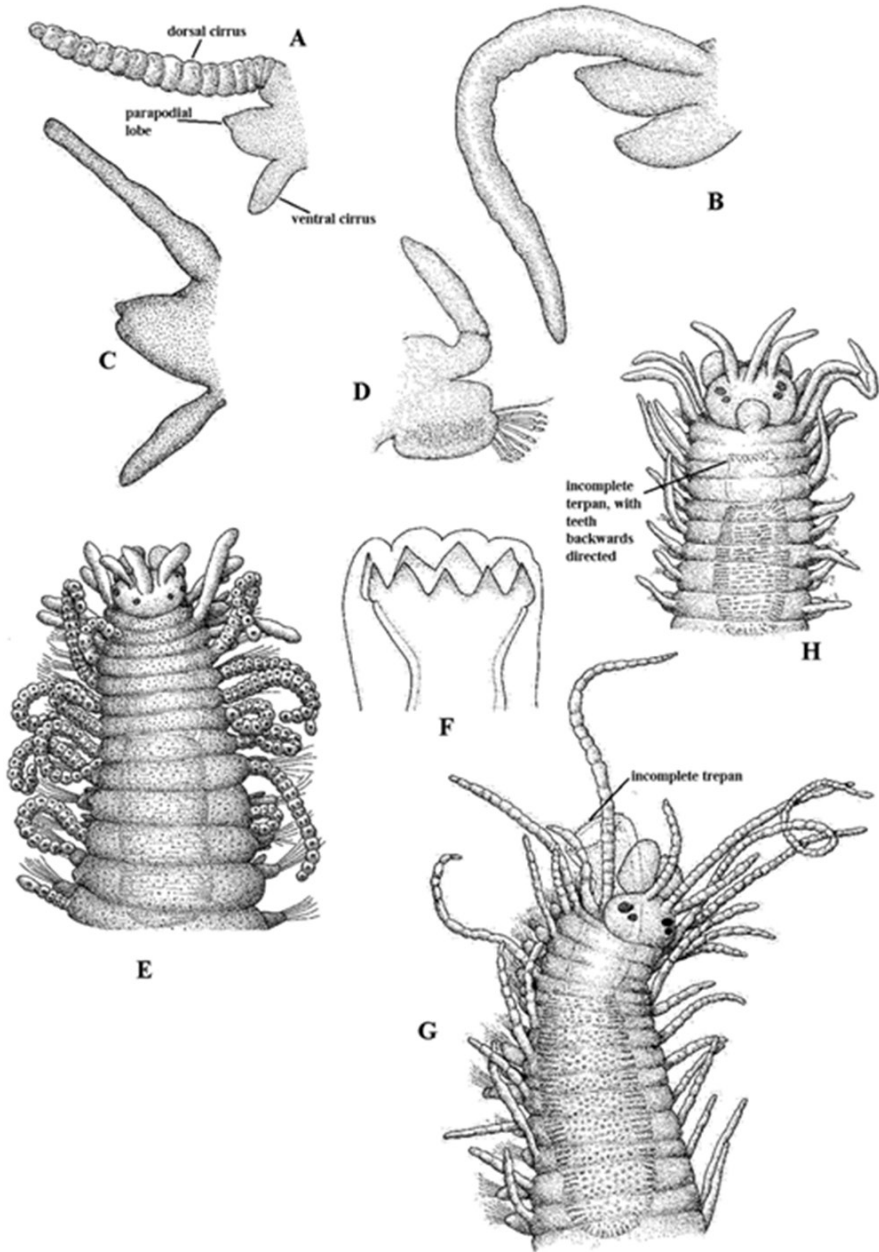 dorsal cirrus
A
parapodial
lobe
ventral cirrus
B
C
D
incomplete
terpan, with
teeth
backwards
directed
H
E
F
incomplete trepan
G